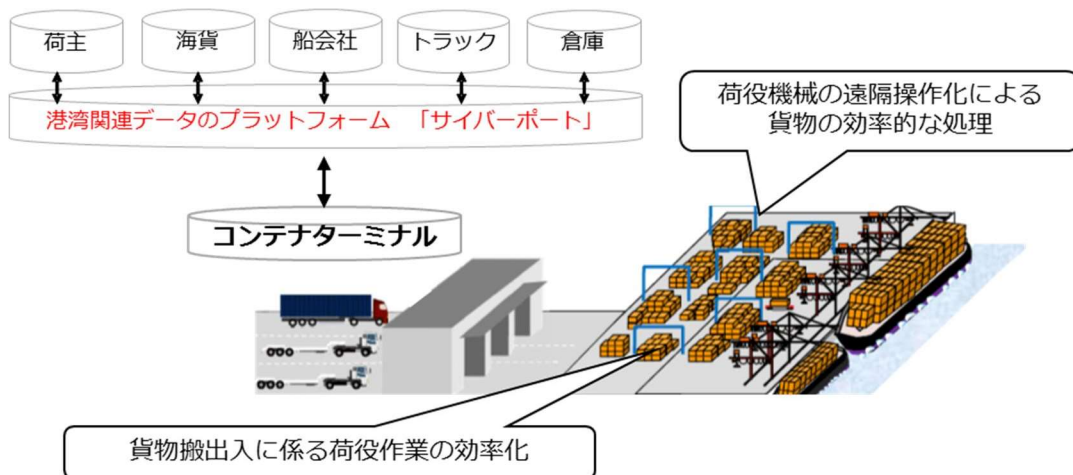 荷主
海貨
船会社
トラック
倉庫
港湾関連データのプラットフォーム 「サイバーポート」
コンテナターミナル
荷役機械の遠隔操作化による
貨物の効率的な処理
貨物搬出入に係る荷役作業の効率化